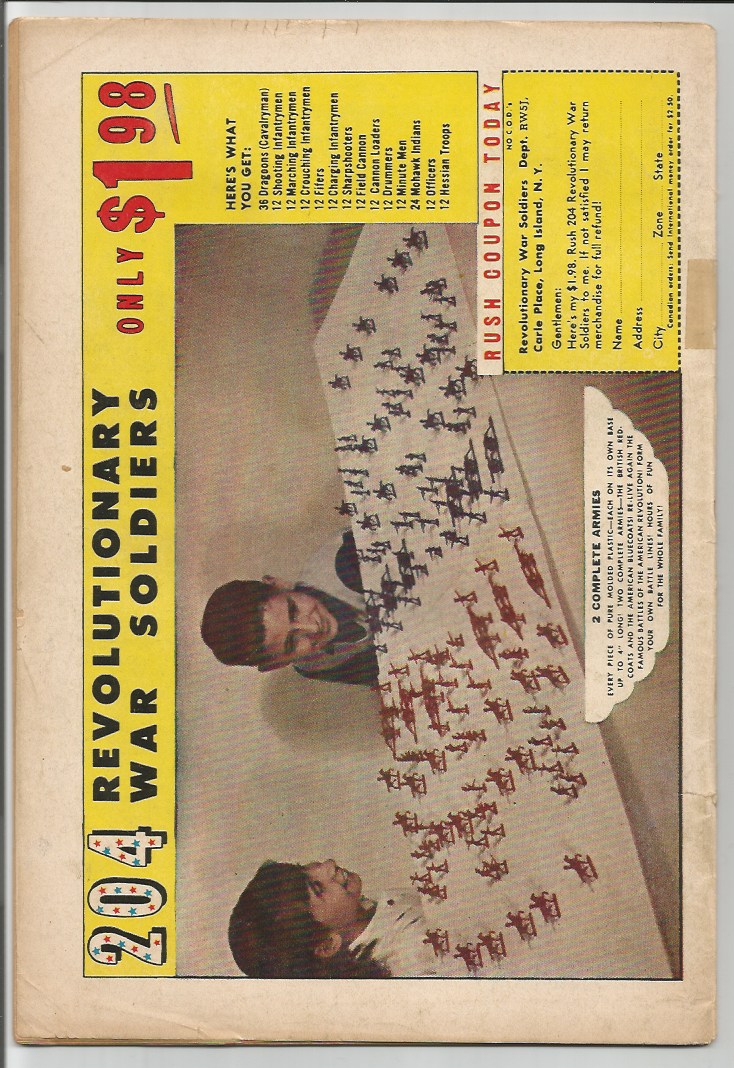 204 REVOLUTIONARY
WAR SOLDIERS
ONLY $1.98
HERE'S WHAT
YOU GET:
36 Dragoons (Cavalryman)
12 Shooting Infantrymen
12 Marching Infantrymen
12 Crouching Infantrymen
12 Fifers
12 Charging Infantrymen
12 Sharpshooters
12 Field Cannon
12 Cannon Loaders
12 Drummers
12 Minute Men
24 Mohawk Indians
12 Officers
12 Hessian Troops
2 COMPLETE ARMIES
EVERY PIECE OF PURE MOLDED PLASTIC—EACH ON ITS OWN BASE
UP TO 4" LONG! TWO COMPLETE ARMIES—THE BRITISH RED-
COATS AND THE AMERICAN BLUECOATS! RE-LIVE AGAIN THE
FAMOUS BATTLES OF THE AMERICAN REVOLUTION! FORM
YOUR OWN BATTLE LINES! HOURS OF FUN
FOR THE WHOLE FAMILY!
RUSH COUPON TODAY
NO C.O.D.'s
Revolutionary War Soldiers Dept. RW5J,
Carle Place, Long Island, N. Y.
Gentlemen:
Here's my $1.98. Rush 204 Revolutionary War
Soldiers to me. If not satisfied I may return
merchandise for full refund!
Name
Address
City Zone State
Canadian orders: Send International money order for $2.50.